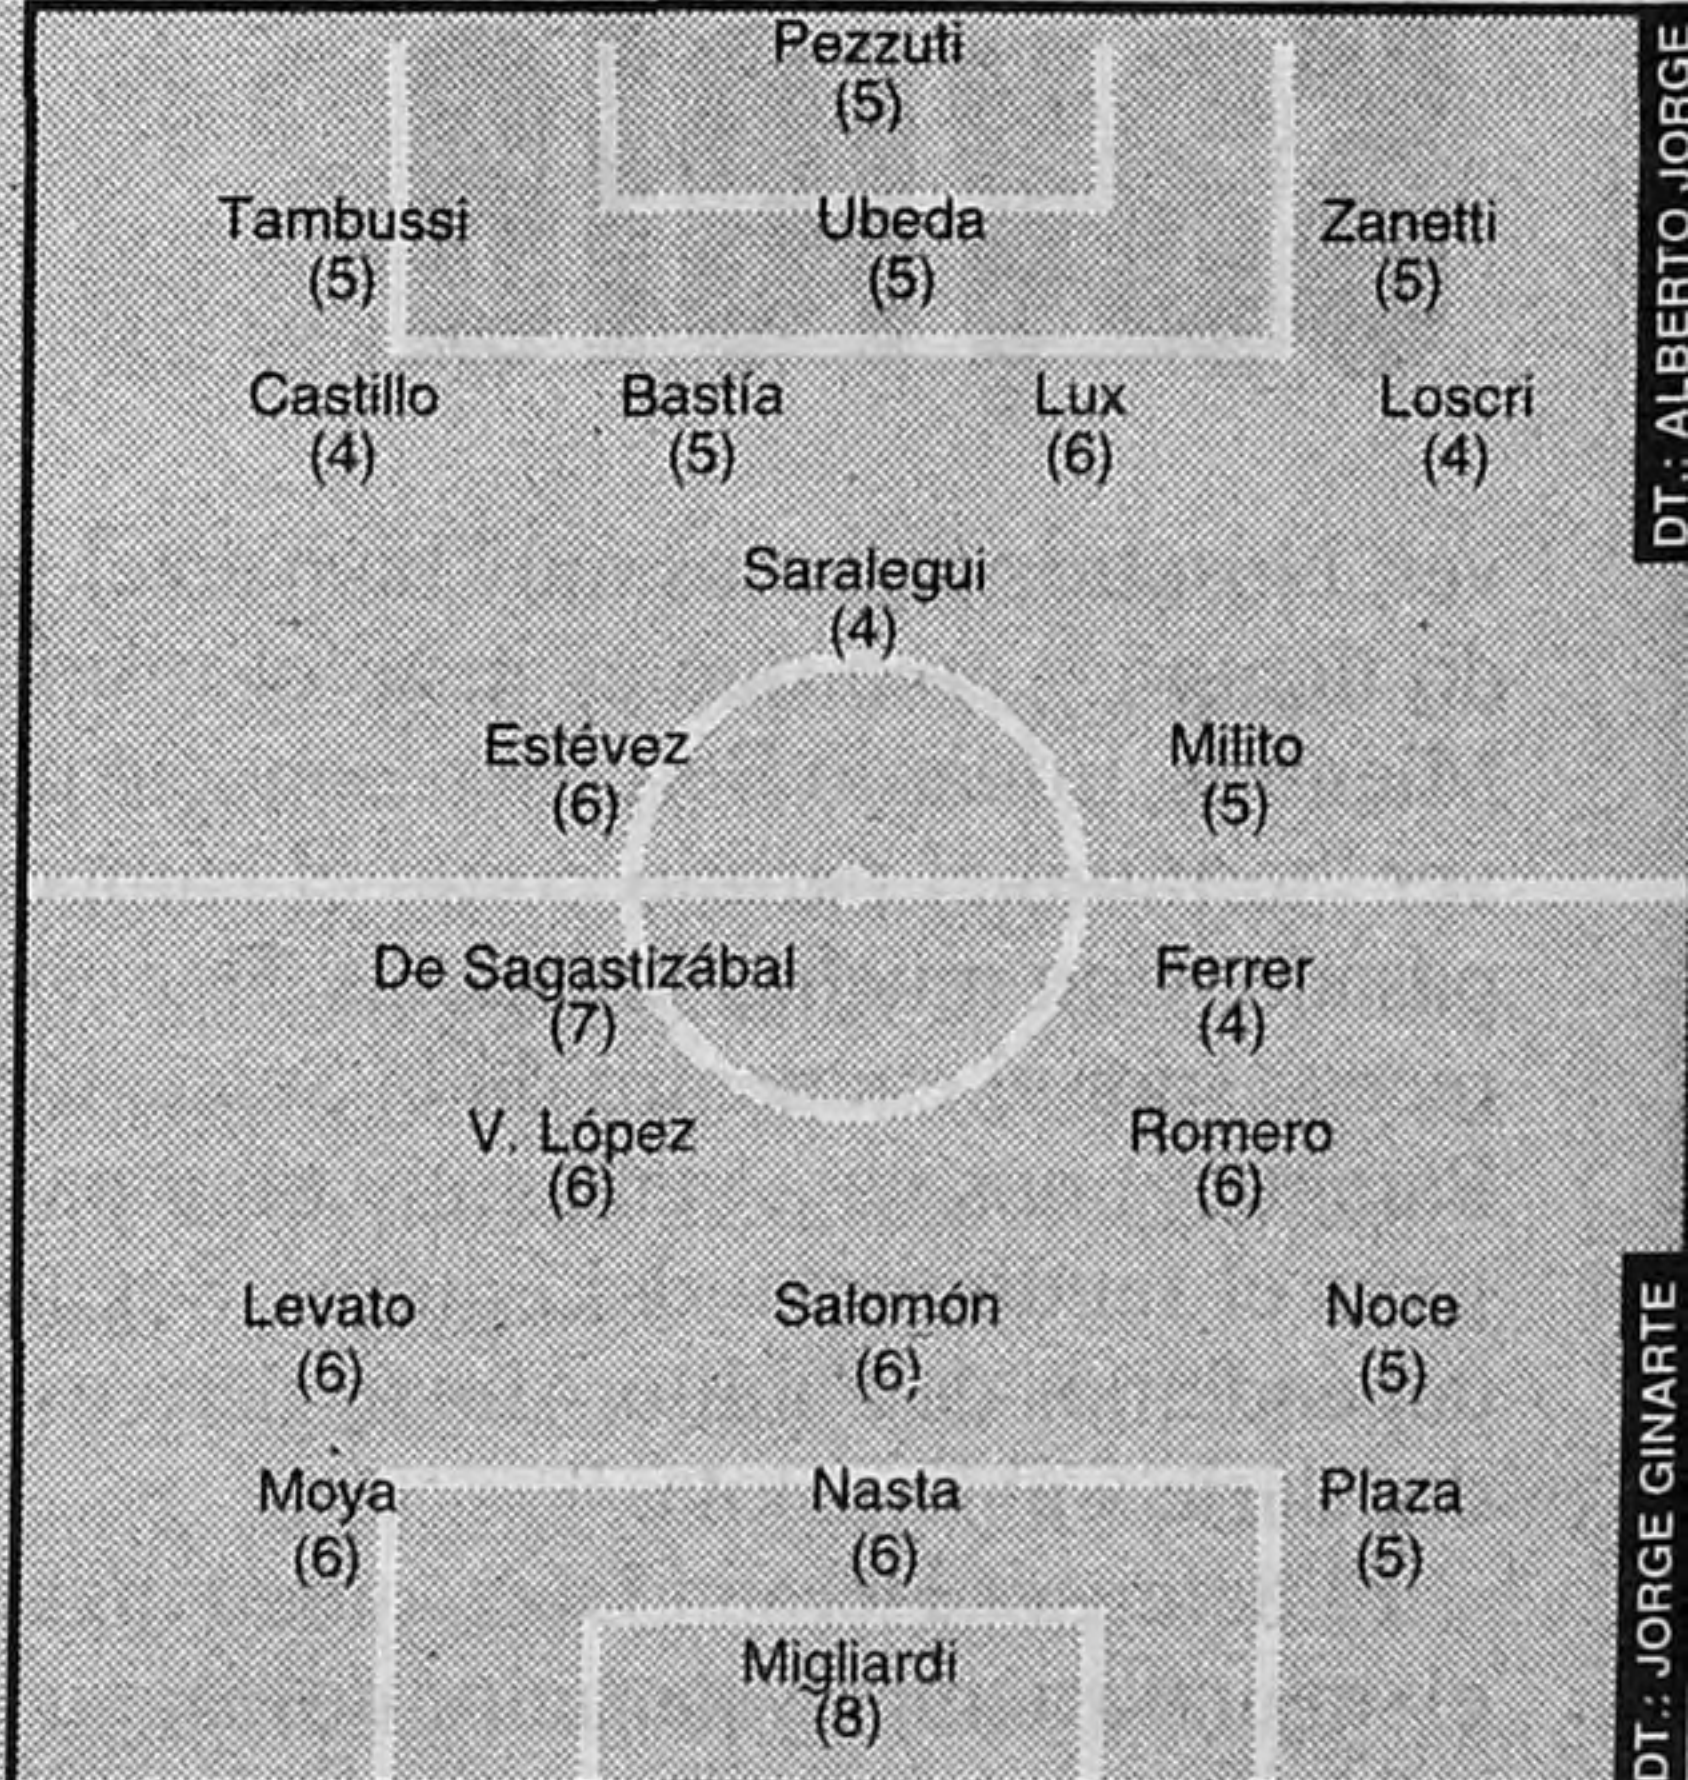 Pezzuti
(5)
Tambussi Ubeda Zanetti
(5) (5) (5)
Castillo Bastía Lux Loscri
(4) (5) (6) (4)
Saralegui
(4)
Estévez Milito
(6) (5)
De Sagastizábal Ferrer
(7) (4)
V. López Romero
(6) (6)
Levato Salomón Noce
(6) (6) (5)
Moya Nasta Plaza
(6) (6) (5)
Migliardi
(8)
DT.: ALBERTO JORGE
DT.: JORGE GINARTE